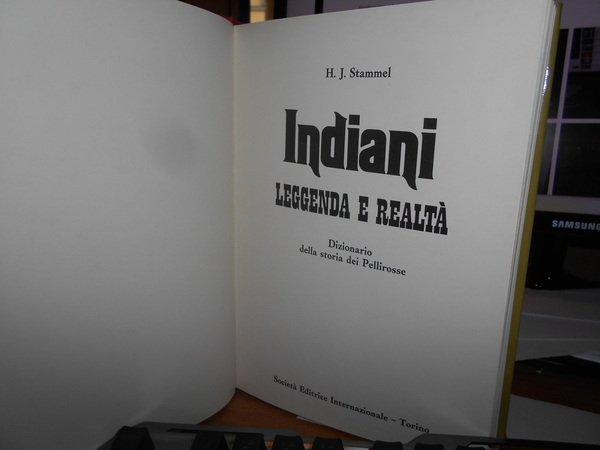 H. J. Stammel
Indiani
LEGGENDA E REALTÀ
Dizionario
della storia dei Pellirosse
Società Editrice Internazionale – Torino
SAMSUNG